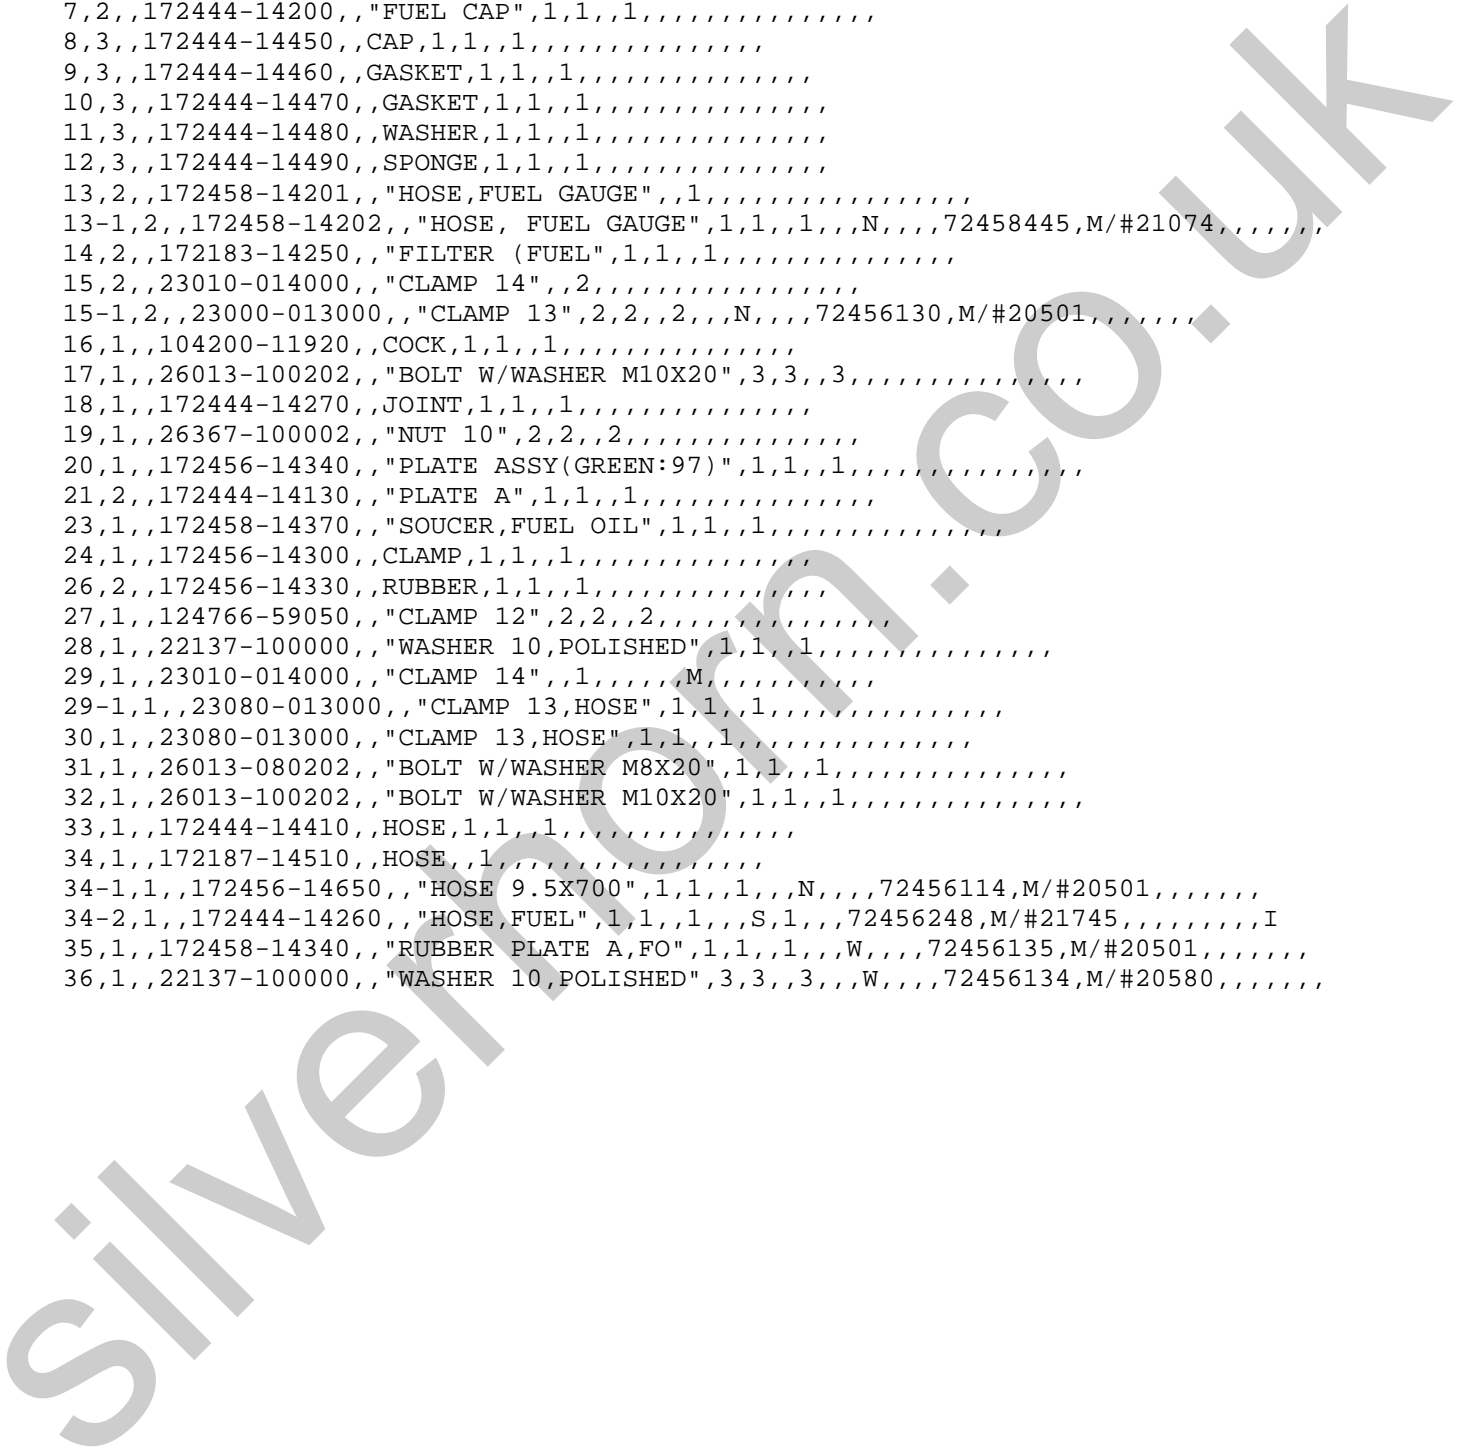 7,2,,172444-14200,,"FUEL CAP",1,1,,1,,,,,,,,,,,,,,,
8,3,,172444-14450,,CAP,1,1,,1,,,,,,,,,,,,,,,
9,3,,172444-14460,,GASKET,1,1,,1,,,,,,,,,,,,,,,
10,3,,172444-14470,,GASKET,1,1,,1,,,,,,,,,,,,,,,
11,3,,172444-14480,,WASHER,1,1,,1,,,,,,,,,,,,,,,
12,3,,172444-14490,,SPONGE,1,1,,1,,,,,,,,,,,,,,,
13,2,,172458-14201,,"HOSE,FUEL GAUGE",,1,,,,,,,,,,,,,,,,,
13-1,2,,172458-14202,,"HOSE, FUEL GAUGE",1,1,,1,,,N,,,,72458445,M/#21074,,,,,,,
14,2,,172183-14250,,"FILTER (FUEL",1,1,,1,,,,,,,,,,,,,,,
15,2,,23010-014000,,"CLAMP 14",,2,,,,,,,,,,,,,,,,,
15-1,2,,23000-013000,,"CLAMP 13",2,2,,2,,,N,,,,72456130,M/#20501,,,,,,,
16,1,,104200-11920,,COCK,1,1,,1,,,,,,,,,,,,,,,
17,1,,26013-100202,,"BOLT W/WASHER M10X20",3,3,,3,,,,,,,,,,,,,,,
18,1,,172444-14270,,JOINT,1,1,,1,,,,,,,,,,,,,,,
19,1,,26367-100002,,"NUT 10",2,2,,2,,,,,,,,,,,,,,,
20,1,,172456-14340,,"PLATE ASSY(GREEN:97)",1,1,,1,,,,,,,,,,,,,,,
21,2,,172444-14130,,"PLATE A",1,1,,1,,,,,,,,,,,,,,,
23,1,,172458-14370,,"SOUCER,FUEL OIL",1,1,,1,,,,,,,,,,,,,,,
24,1,,172456-14300,,CLAMP,1,1,,1,,,,,,,,,,,,,,,
26,2,,172456-14330,,RUBBER,1,1,,1,,,,,,,,,,,,,,,
27,1,,124766-59050,,"CLAMP 12",2,2,,2,,,,,,,,,,,,,,,
28,1,,22137-100000,,"WASHER 10,POLISHED",1,1,,1,,,,,,,,,,,,,,,
29,1,,23010-014000,,"CLAMP 14",,1,,,,,,M,,,,,,,,,,,
29-1,1,,23080-013000,,"CLAMP 13,HOSE",1,1,,1,,,,,,,,,,,,,,,
30,1,,23080-013000,,"CLAMP 13,HOSE",1,1,,1,,,,,,,,,,,,,,,
31,1,,26013-080202,,"BOLT W/WASHER M8X20",1,1,,1,,,,,,,,,,,,,,,
32,1,,26013-100202,,"BOLT W/WASHER M10X20",1,1,,1,,,,,,,,,,,,,,,
33,1,,172444-14410,,HOSE,1,1,,1,,,,,,,,,,,,,,,
34,1,,172187-14510,,HOSE,,1,,,,,,,,,,,,,,,,,
34-1,1,,172456-14650,,"HOSE 9.5X700",1,1,,1,,,N,,,,72456114,M/#20501,,,,,,,
34-2,1,,172444-14260,,"HOSE,FUEL",1,1,,1,,,S,1,,,72456248,M/#21745,,,,,,,,,I
35,1,,172458-14340,,"RUBBER PLATE A,FO",1,1,,1,,,W,,,,72456135,M/#20501,,,,,,,
36,1,,22137-100000,,"WASHER 10,POLISHED",3,3,,3,,,W,,,,72456134,M/#20580,,,,,,,
silverhorn.co.uk